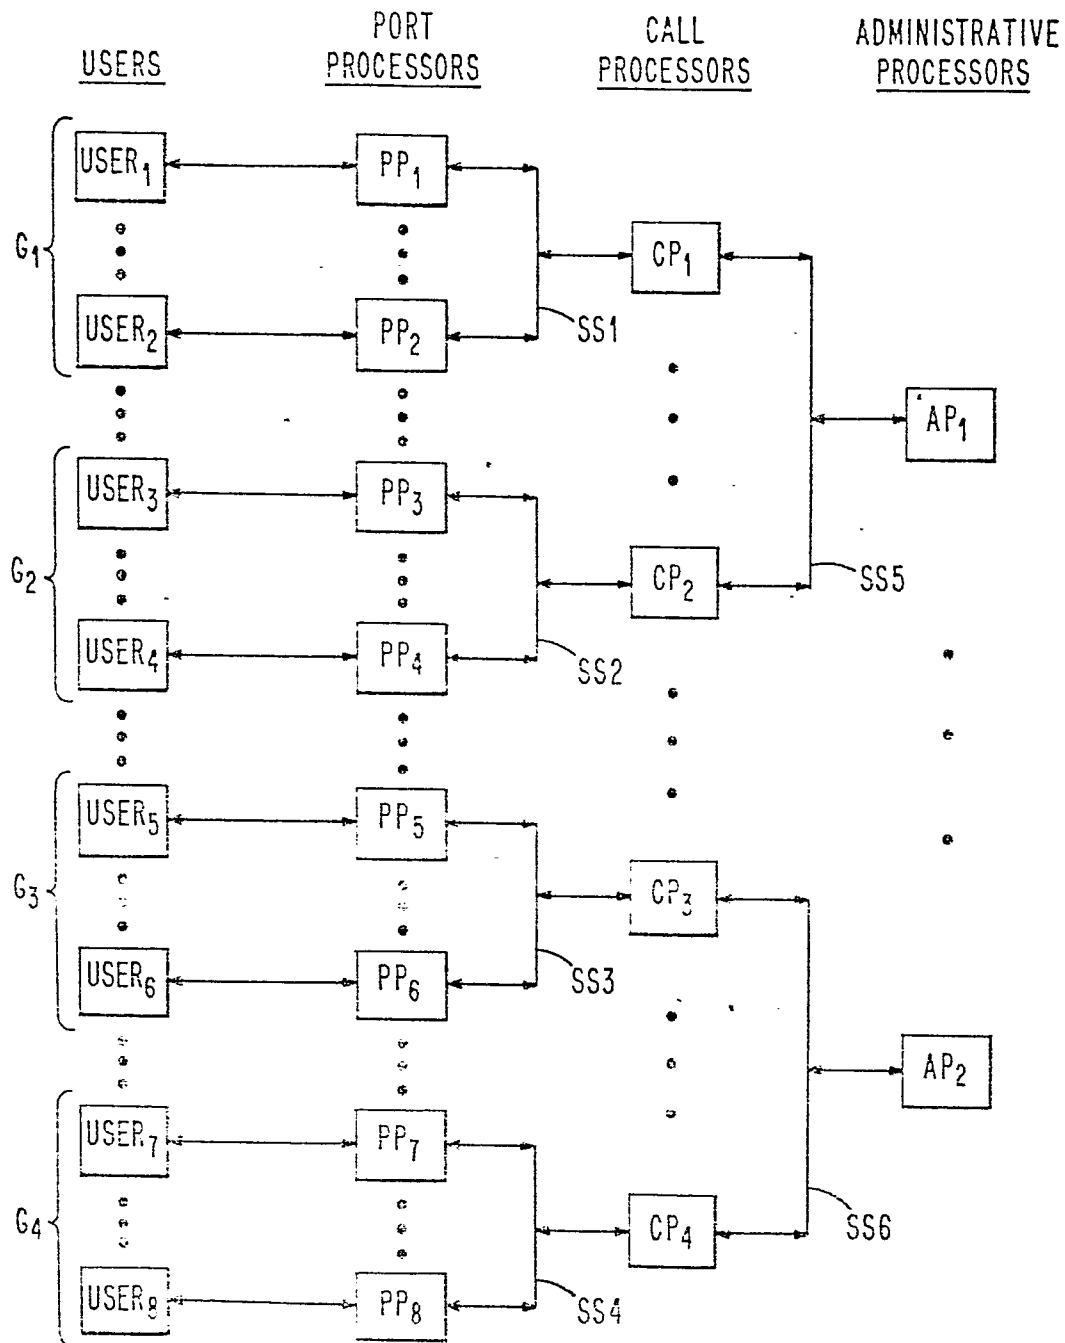 USERS
PORT PROCESSORS
CALL PROCESSORS
ADMINISTRATIVE PROCESSORS
G1
USER1
PP1
CP1
USER2
PP2
SS1
AP1
G2
USER3
PP3
CP2
SS5
USER4
PP4
SS2
G3
USER5
PP5
CP3
USER6
PP6
SS3
AP2
G4
USER7
PP7
CP4
SS6
USER8
PP8
SS4